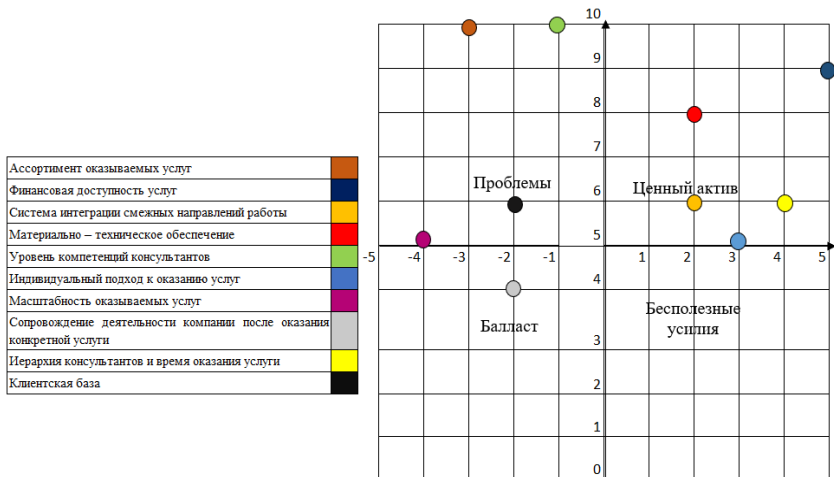 Ассортимент оказываемых услуг
Финансовая доступность услуг
Система интеграции смежных направлений работы
Материально – техническое обеспечение
Уровень компетенций консультантов
Индивидуальный подход к оказанию услуг
Масштабность оказываемых услуг
Сопровождение деятельности компании после оказания
конкретной услуги
Иерархия консультантов и время оказания услуги
Клиентская база
10
9
8
7
Проблемы
Ценный актив
6
5
-5 -4 -3 -2 -1 1 2 3 4 5
4
Балласт
Бесполезные
усилия
3
2
1
0